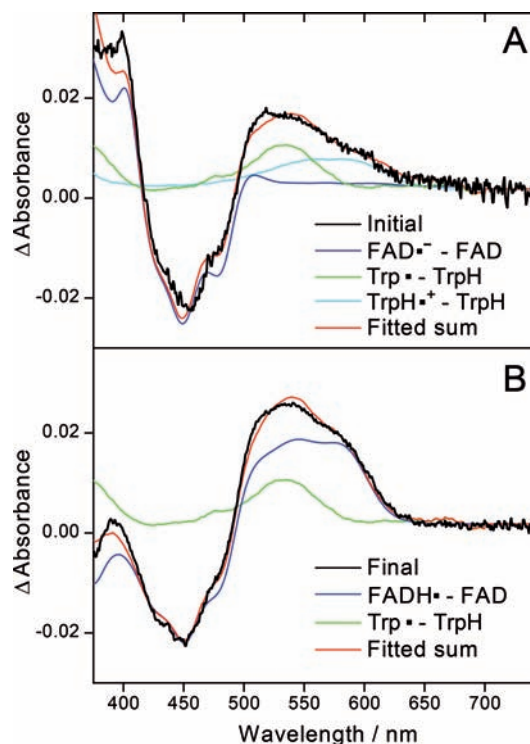 A
0.02
0.00
-0.02
Δ Absorbance
Initial
FAD•⁻ - FAD
Trp • - TrpH
TrpH•⁺ - TrpH
Fitted sum
B
0.02
0.00
-0.02
Δ Absorbance
Final
FADH• - FAD
Trp • - TrpH
Fitted sum
400 450 500 550 600 650 700
Wavelength / nm